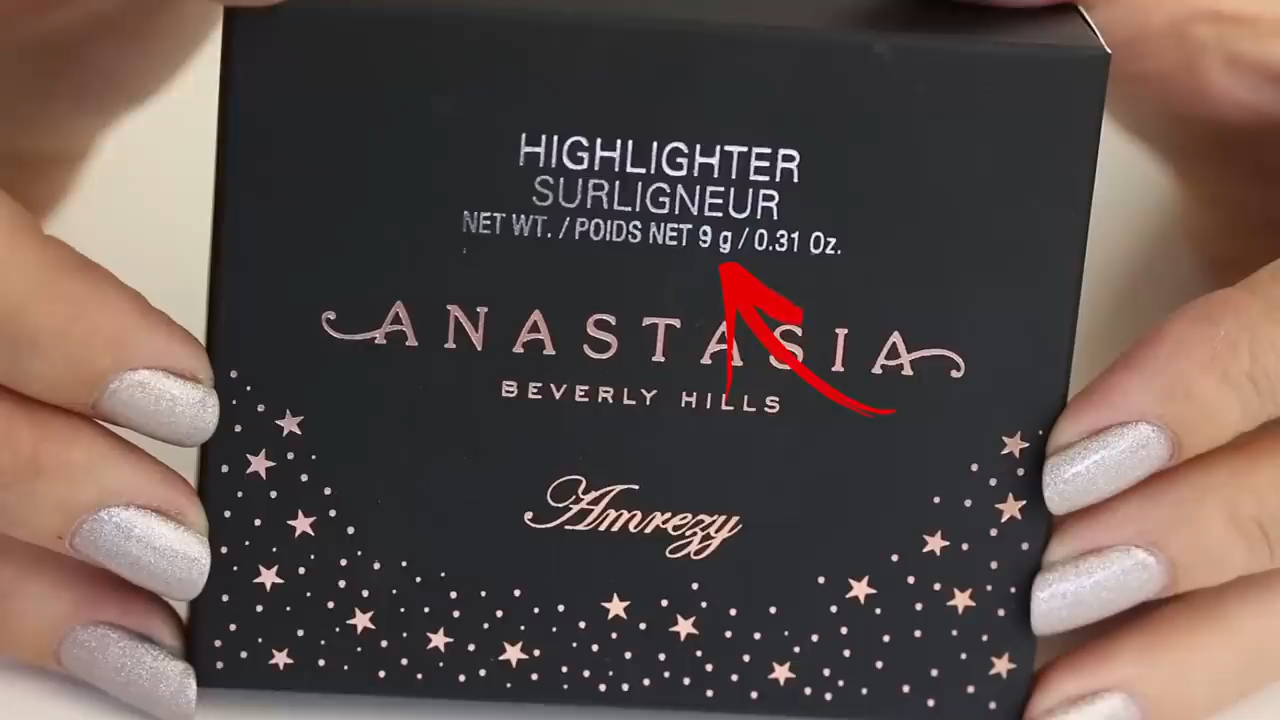 HIGHLIGHTER
SURLIGNEUR
NET WT. / POIDS NET 9 g / 0.31 Oz.
ANASTASIA
BEVERLY HILLS
Amrezy